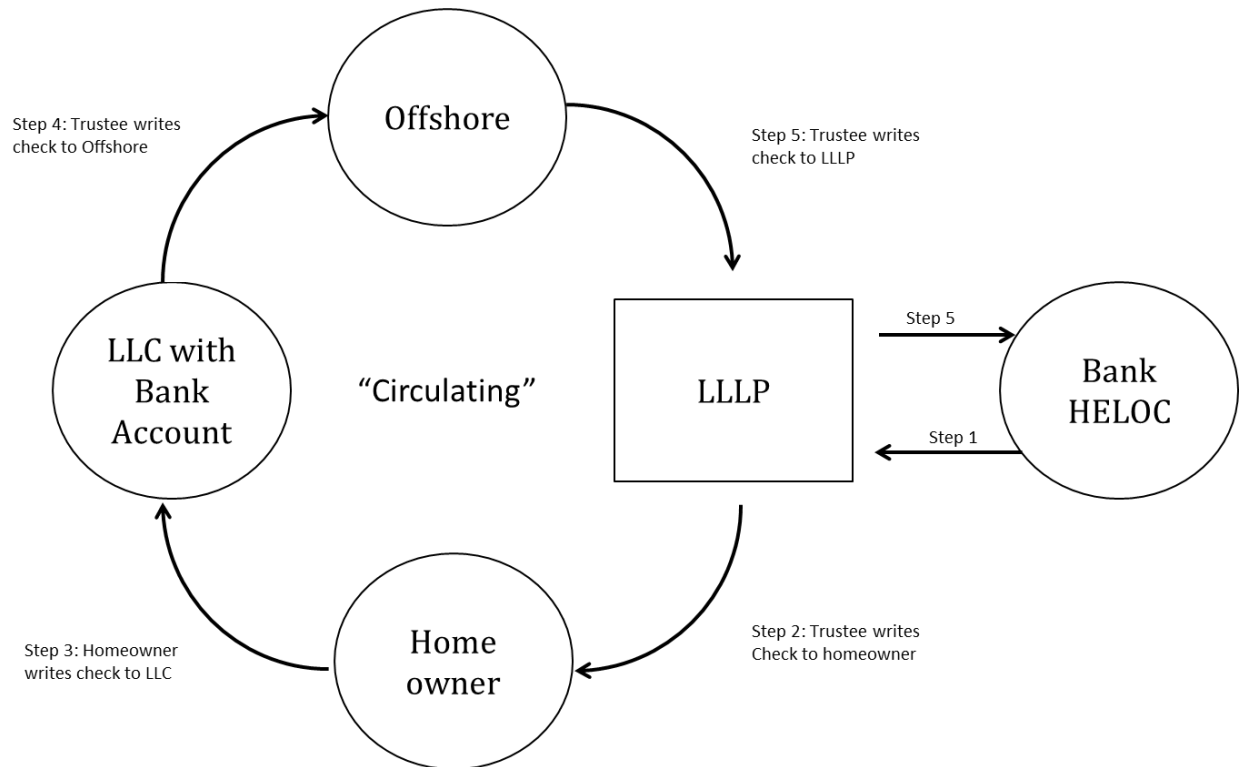 Offshore
Step 4: Trustee writes
check to Offshore
Step 5: Trustee writes
check to LLLP
LLC with
Bank
Account
“Circulating”
LLLP
Step 5
Bank
HELOC
Step 1
Step 3: Homeowner
writes check to LLC
Home
owner
Step 2: Trustee writes
Check to homeowner